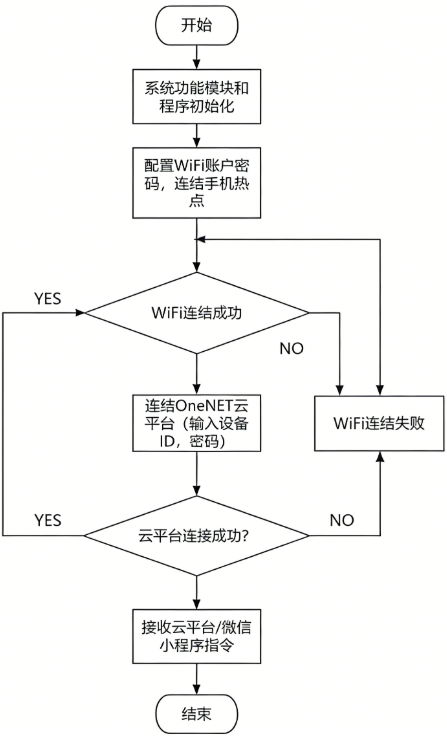 开始
系统功能模块和
程序初始化
配置WiFi账户密
码，连结手机热
点
YES
WiFi连结成功
NO
连结OneNET云
平台（输入设备
ID，密码）
WiFi连结失败
YES
云平台连接成功？
NO
接收云平台/微信
小程序指令
结束